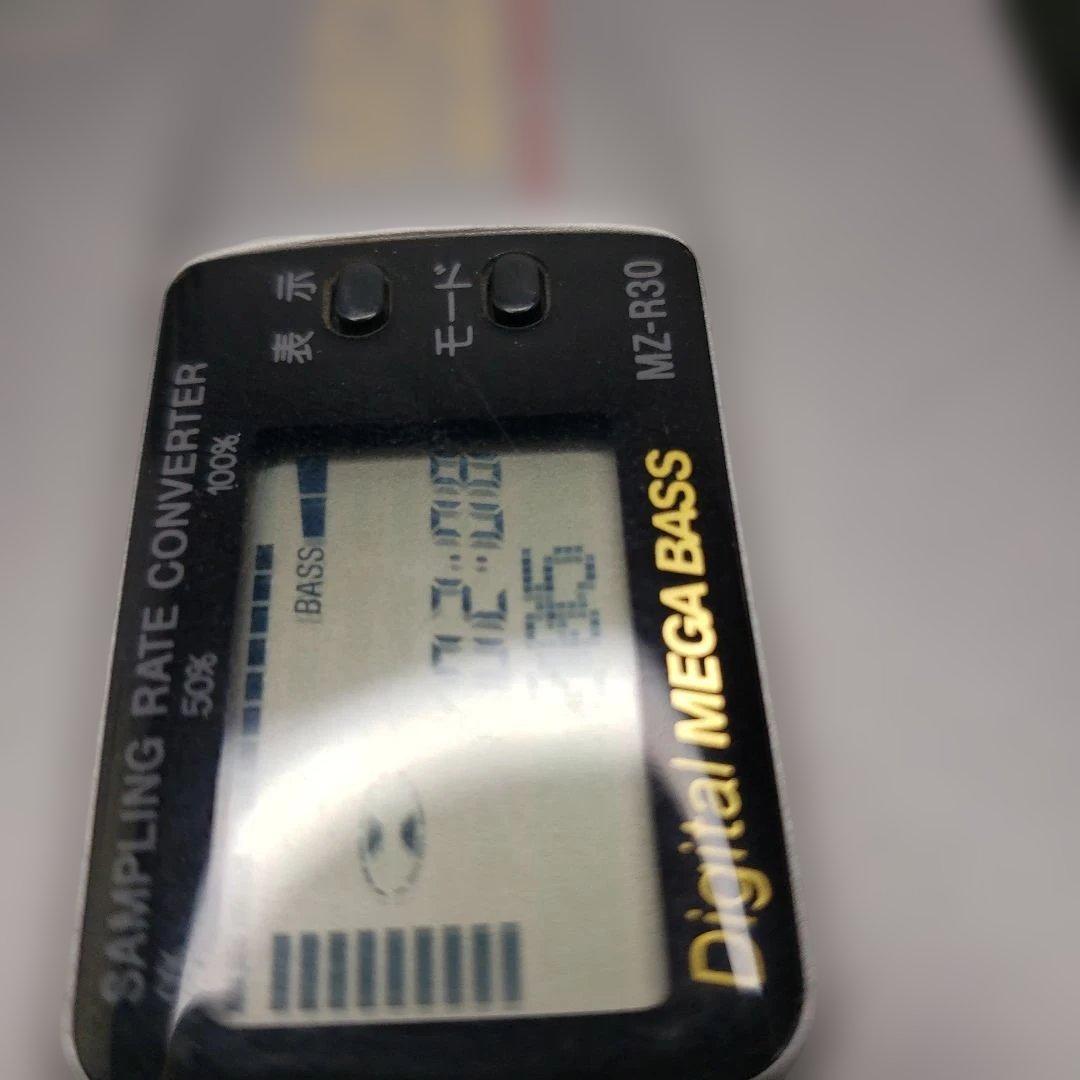 SAMPLING RATE CONVERTER
50% 100%
表示
BASS
モード
Digital MEGA BASS
MZ-R30